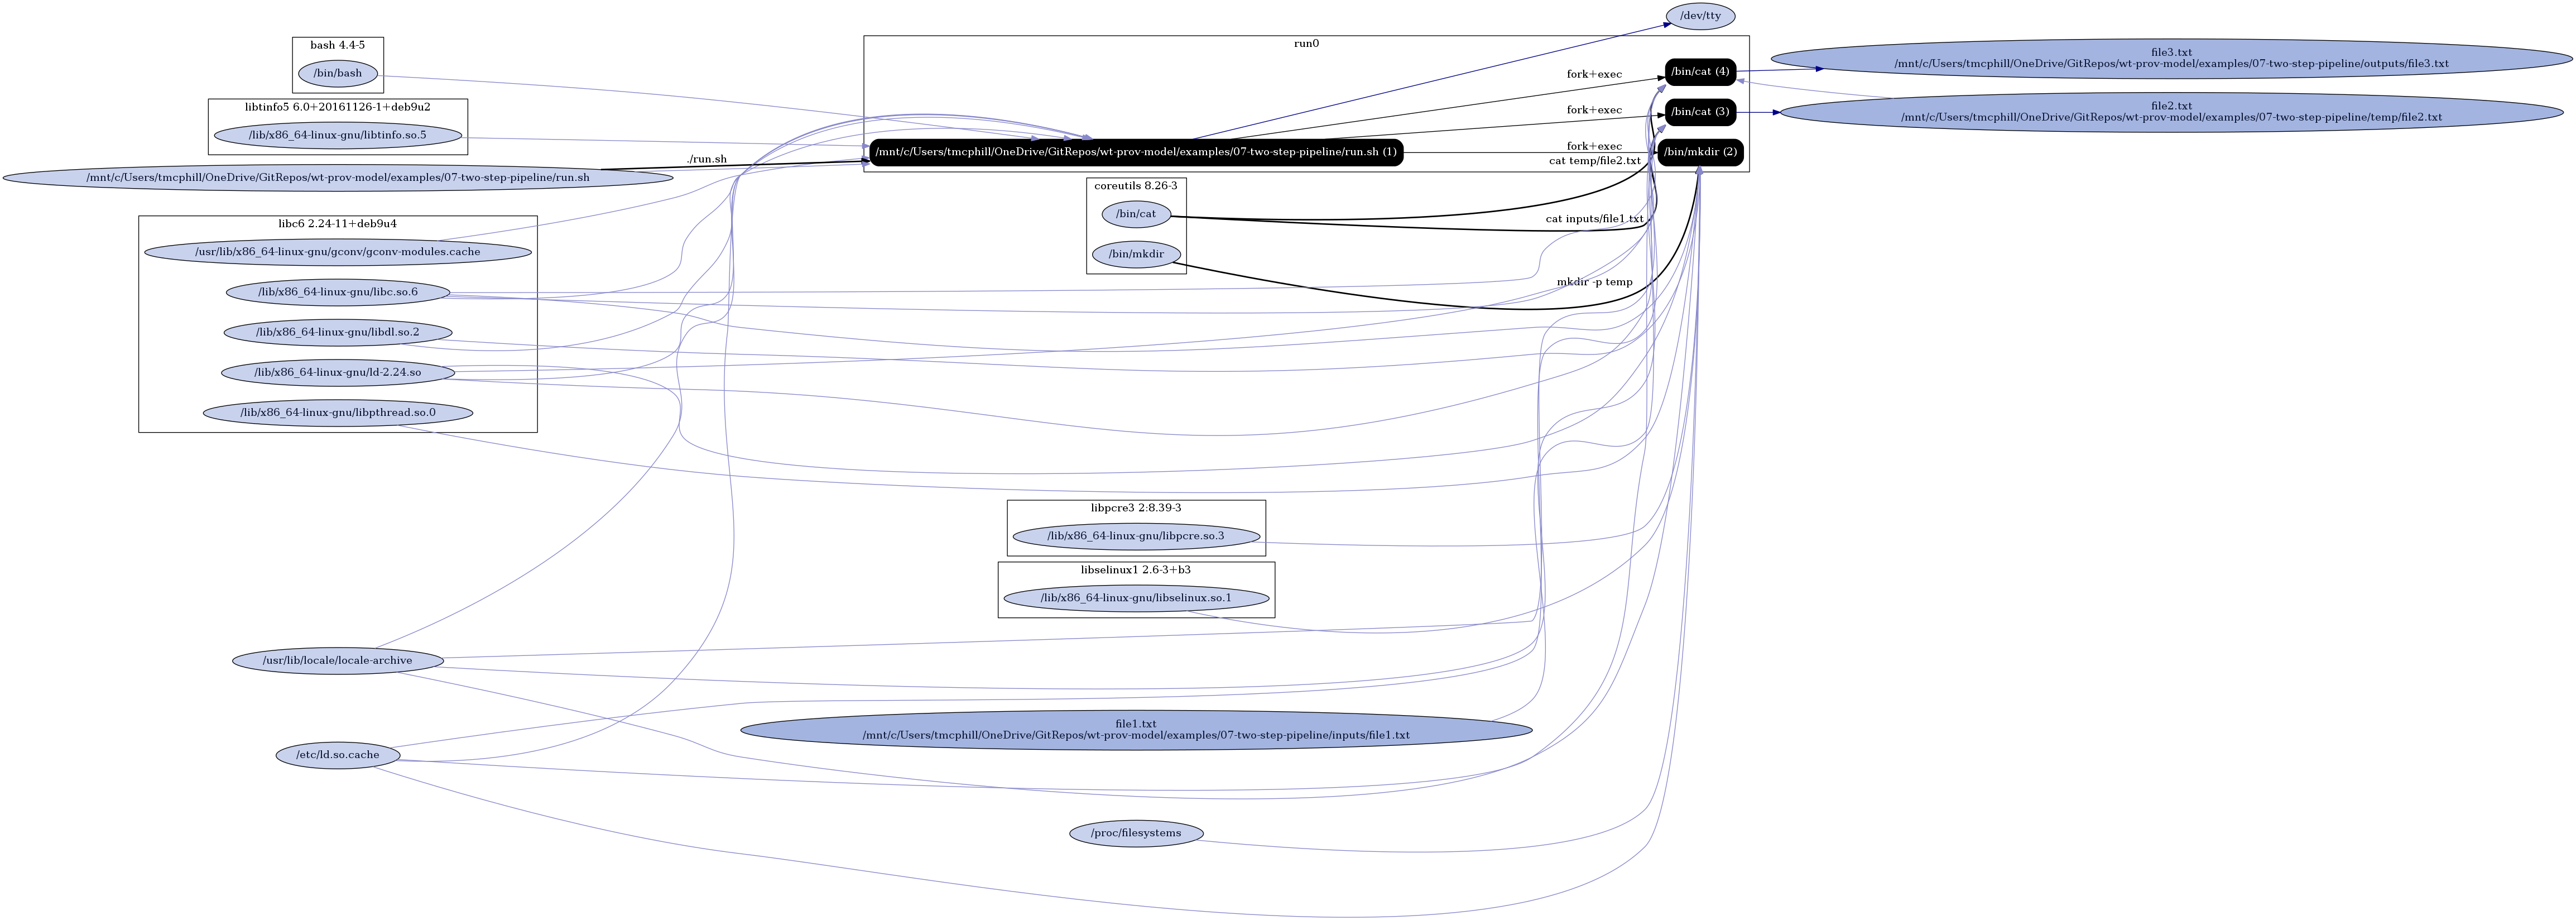 /dev/tty
bash 4.4-5
/bin/bash
libtinfo5 6.0+20161126-1+deb9u2
/lib/x86_64-linux-gnu/libtinfo.so.5
./run.sh
/mnt/c/Users/tmcphill/OneDrive/GitRepos/wt-prov-model/examples/07-two-step-pipeline/run.sh
run0
/mnt/c/Users/tmcphill/OneDrive/GitRepos/wt-prov-model/examples/07-two-step-pipeline/run.sh (1)
fork+exec
/bin/cat (4)
fork+exec
/bin/cat (3)
fork+exec
/bin/mkdir (2)
file3.txt
/mnt/c/Users/tmcphill/OneDrive/GitRepos/wt-prov-model/examples/07-two-step-pipeline/outputs/file3.txt
file2.txt
/mnt/c/Users/tmcphill/OneDrive/GitRepos/wt-prov-model/examples/07-two-step-pipeline/temp/file2.txt
cat temp/file2.txt
coreutils 8.26-3
/bin/cat
cat inputs/file1.txt
/bin/mkdir
mkdir -p temp
libc6 2.24-11+deb9u4
/usr/lib/x86_64-linux-gnu/gconv/gconv-modules.cache
/lib/x86_64-linux-gnu/libc.so.6
/lib/x86_64-linux-gnu/libdl.so.2
/lib/x86_64-linux-gnu/ld-2.24.so
/lib/x86_64-linux-gnu/libpthread.so.0
libpcre3 2:8.39-3
/lib/x86_64-linux-gnu/libpcre.so.3
libselinux1 2.6-3+b3
/lib/x86_64-linux-gnu/libselinux.so.1
/usr/lib/locale/locale-archive
file1.txt
/mnt/c/Users/tmcphill/OneDrive/GitRepos/wt-prov-model/examples/07-two-step-pipeline/inputs/file1.txt
/etc/ld.so.cache
/proc/filesystems